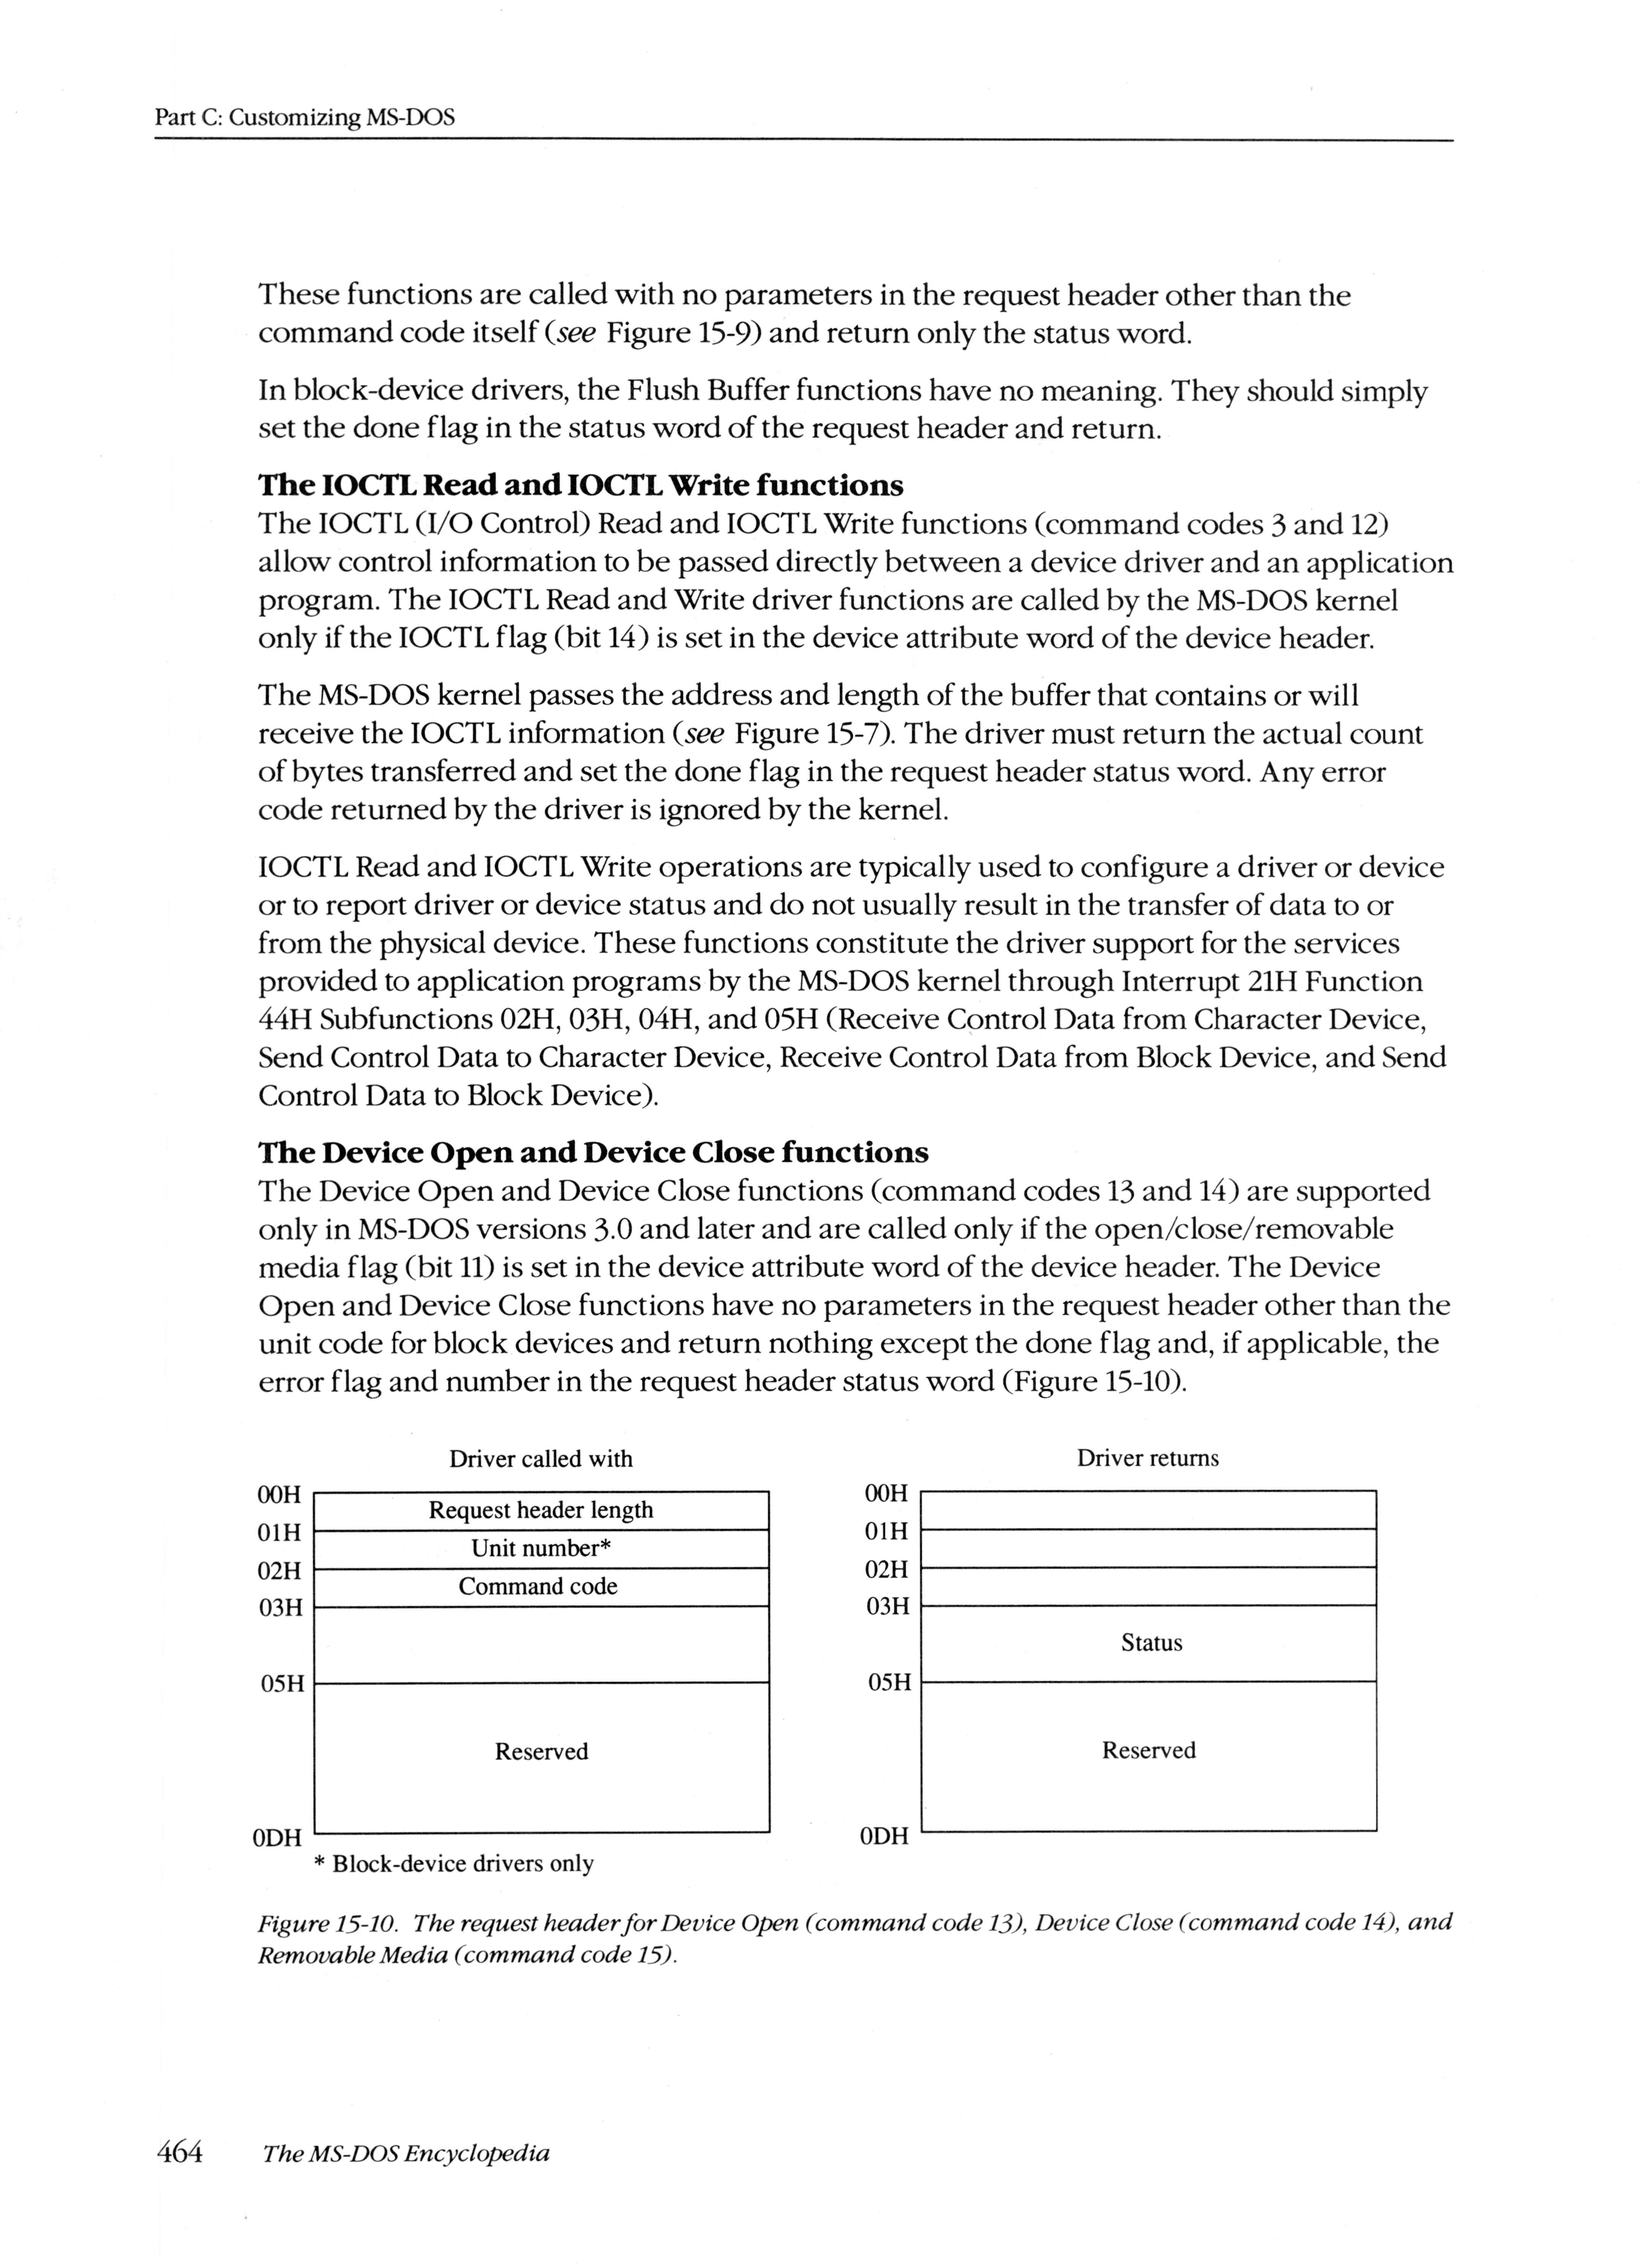 Part C: Customizing MS-DOS
These functions are called with no parameters in the request header other than the
command code itself (see Figure 15-9) and return only the status word.
In block-device drivers, the Flush Buffer functions have no meaning. They should simply
set the done flag in the status word of the request header and return.
The IOCTL Read and IOCTL Write functions
The IOCTL (I/O Control) Read and IOCTL Write functions (command codes 3 and 12)
allow control information to be passed directly between a device driver and an application
program. The IOCTL Read and Write driver functions are called by the MS-DOS kernel
only if the IOCTL flag (bit 14) is set in the device attribute word of the device header.
The MS-DOS kernel passes the address and length of the buffer that contains or will
receive the IOCTL information (see Figure 15-7). The driver must return the actual count
of bytes transferred and set the done flag in the request header status word. Any error
code returned by the driver is ignored by the kernel.
IOCTL Read and IOCTL Write operations are typically used to configure a driver or device
or to report driver or device status and do not usually result in the transfer of data to or
from the physical device. These functions constitute the driver support for the services
provided to application programs by the MS-DOS kernel through Interrupt 21H Function
44H Subfunctions 02H, 03H, 04H, and 05H (Receive Control Data from Character Device,
Send Control Data to Character Device, Receive Control Data from Block Device, and Send
Control Data to Block Device).
The Device Open and Device Close functions
The Device Open and Device Close functions (command codes 13 and 14) are supported
only in MS-DOS versions 3.0 and later and are called only if the open/close/removable
media flag (bit 11) is set in the device attribute word of the device header. The Device
Open and Device Close functions have no parameters in the request header other than the
unit code for block devices and return nothing except the done flag and, if applicable, the
error flag and number in the request header status word (Figure 15-10).
Driver called with
00H
Request header length
01H
Unit number*
02H
Command code
03H
05H
Reserved
0DH
* Block-device drivers only
Driver returns
00H
01H
02H
03H
Status
05H
Reserved
0DH
Figure 15-10. The request header for Device Open (command code 13), Device Close (command code 14), and
Removable Media (command code 15).
464 The MS-DOS Encyclopedia